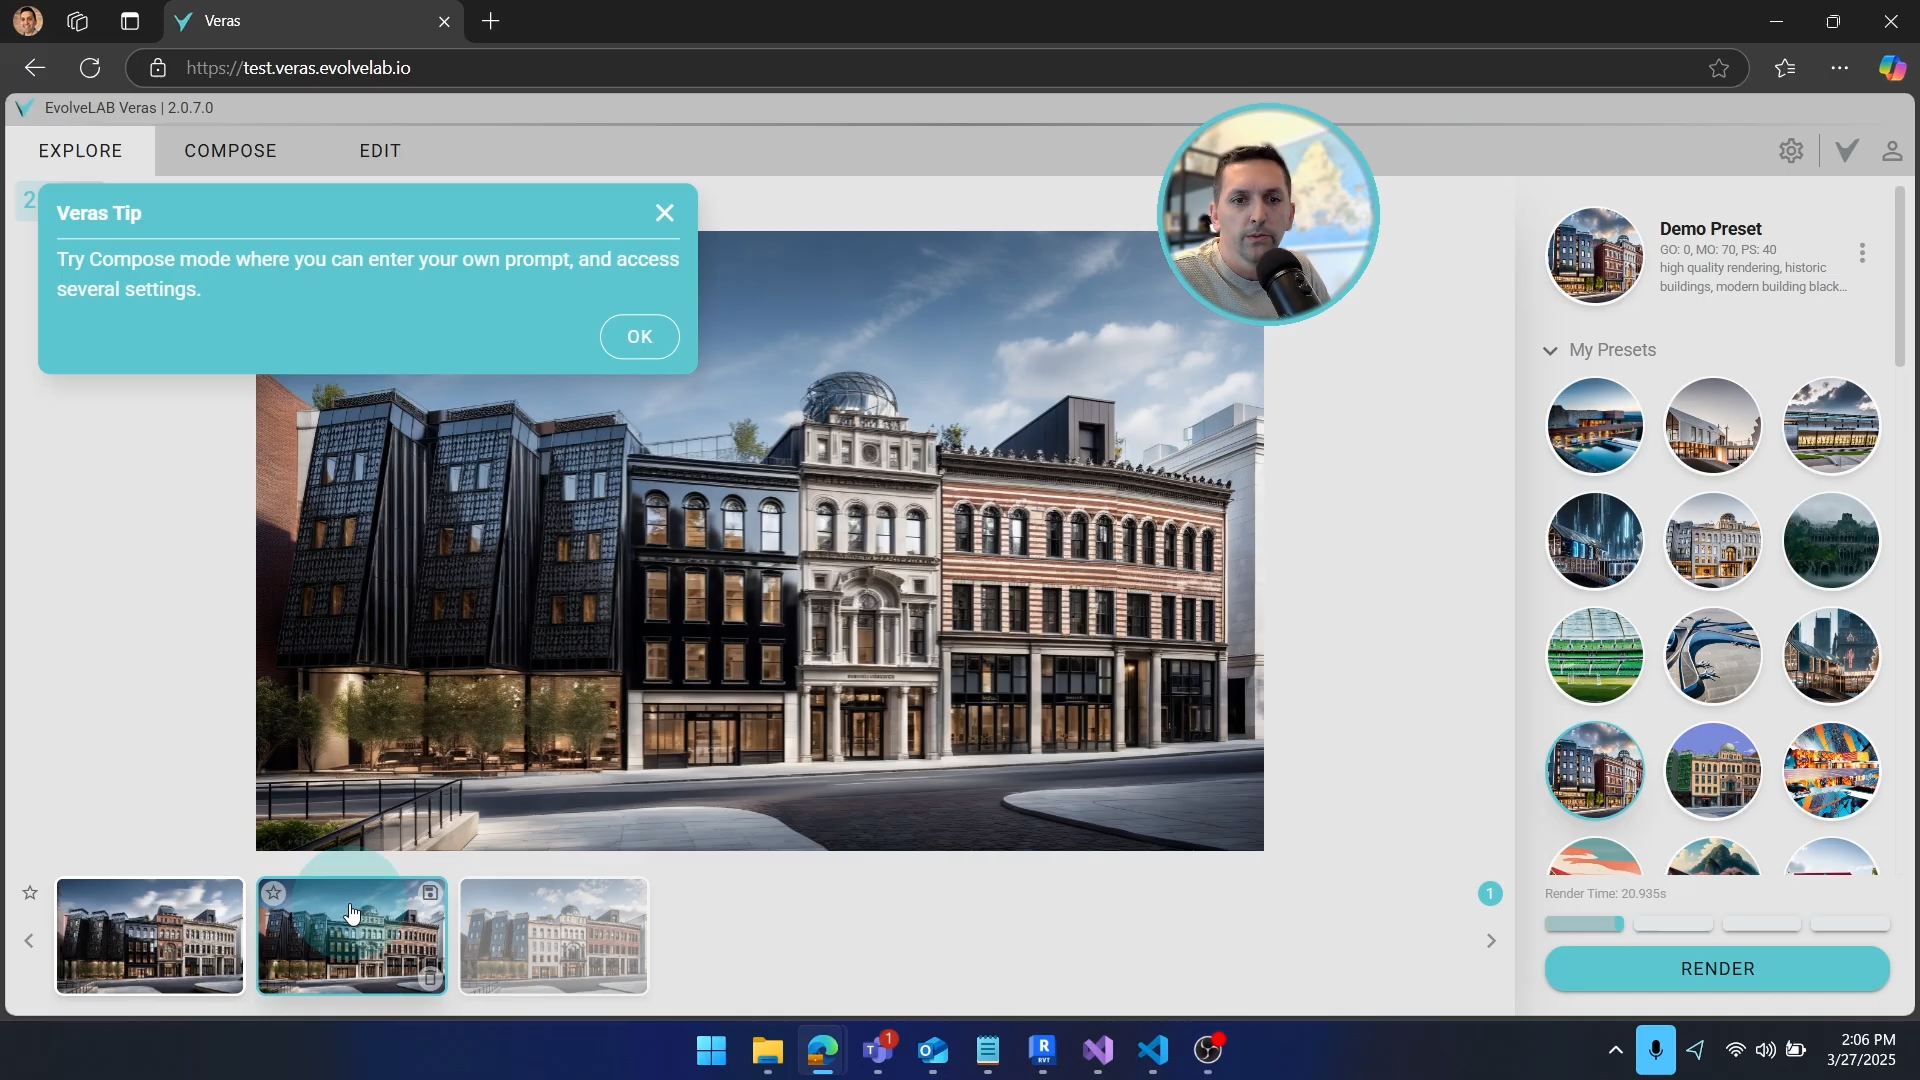 Veras
https://test.veras.evolvelab.io
EvolveLAB Veras | 2.0.7.0
EXPLORE
COMPOSE
EDIT
2
Veras Tip
Try Compose mode where you can enter your own prompt, and access
several settings.
OK
Demo Preset
GO: 0, MO: 70, PS: 40
high quality rendering, historic
buildings, modern building black...
My Presets
1
Render Time: 20.935s
RENDER
1
R
RVT
2:06 PM
3/27/2025